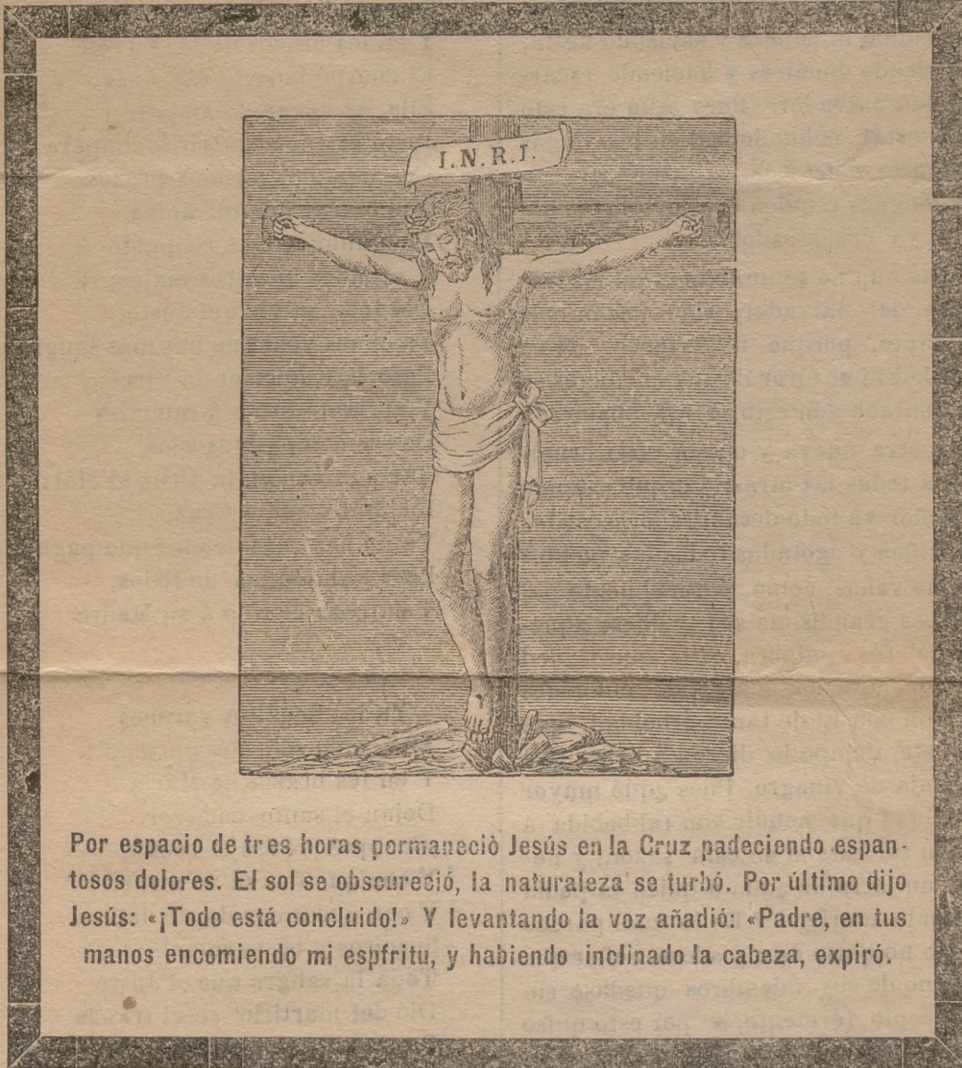 I.N.R.I.
Por espacio de tres horas pormaneciò Jesús en la Cruz padeciendo espan-
tosos dolores. El sol se obscureció, la naturaleza se turbó. Por último dijo
Jesús: «¡Todo está concluido!» Y levantando la voz añadió: «Padre, en tus
manos encomiendo mi espfritu, y habiendo inclinado la cabeza, expiró.